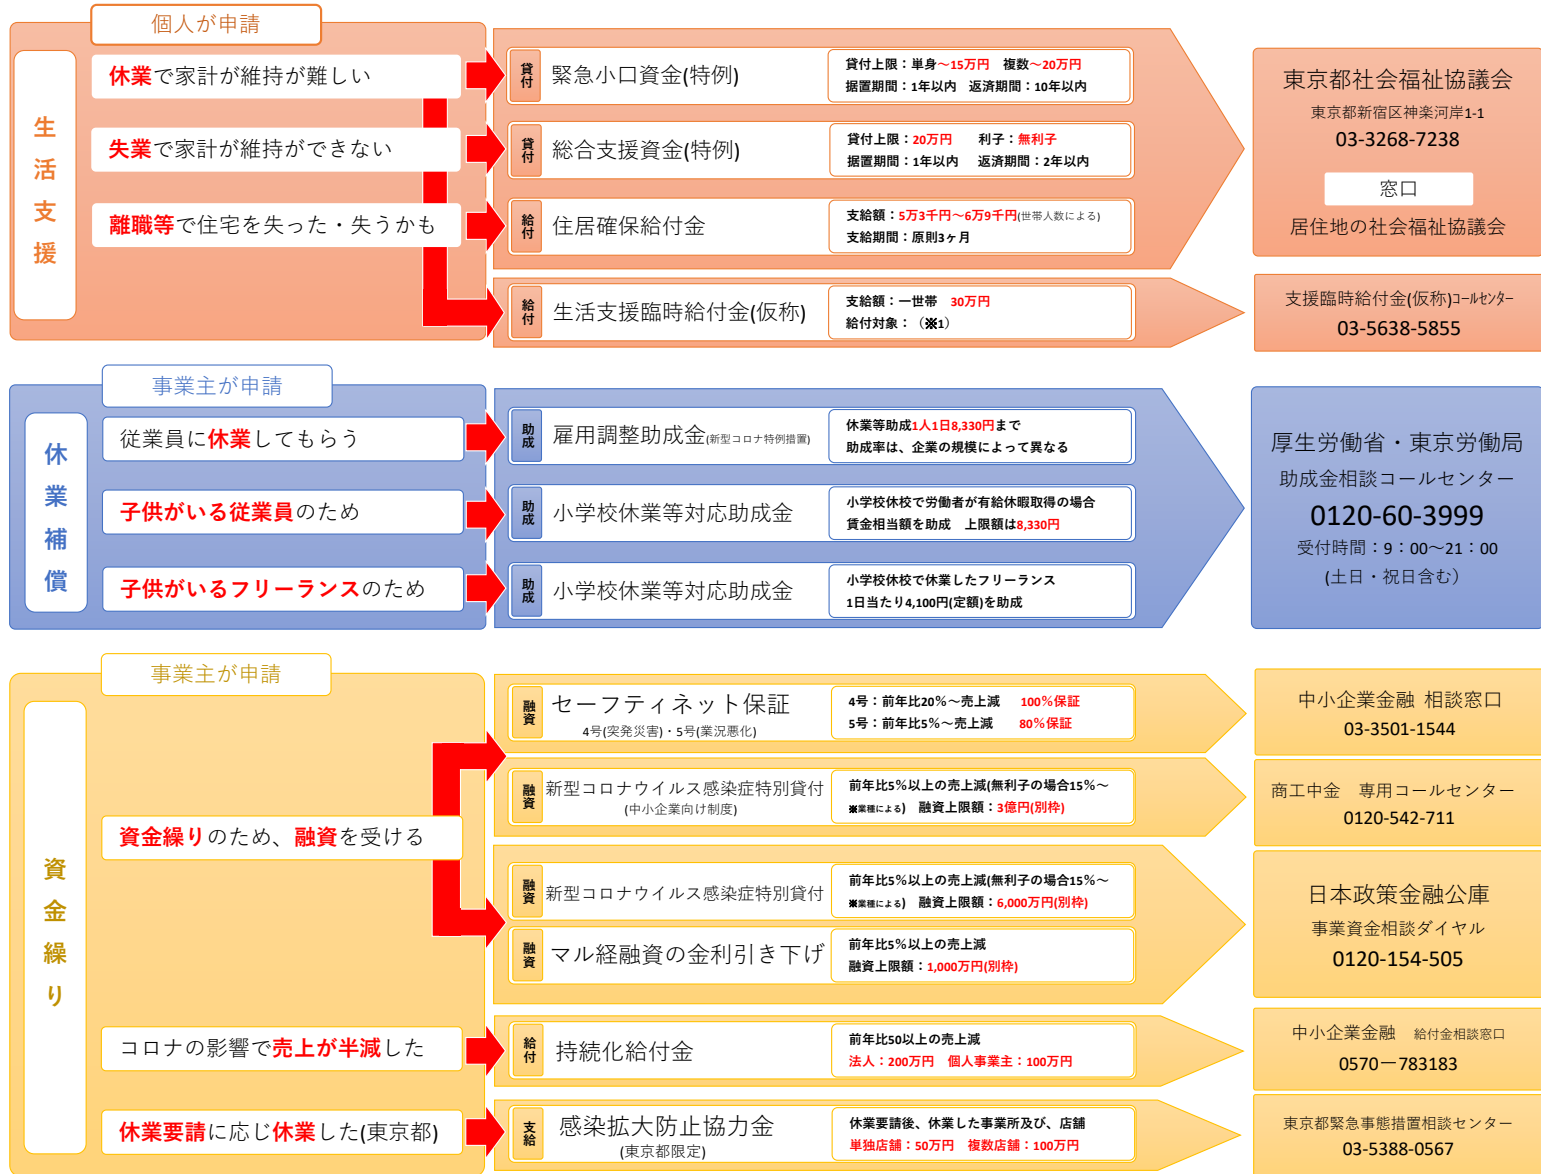 個人が申請
生活支援
休業で家計が維持が難しい
失業で家計が維持ができない
離職等で住宅を失った・失うかも
貸付 緊急小口資金(特例)
貸付上限：単身～15万円 複数～20万円
据置期間：1年以内 返済期間：10年以内
貸付 総合支援資金(特例)
貸付上限：20万円 利子：無利子
据置期間：1年以内 返済期間：2年以内
給付 住居確保給付金
支給額：5万3千円～6万9千円(世帯人数による)
支給期間：原則3ヶ月
給付 生活支援臨時給付金(仮称)
支給額：一世帯 30万円
給付対象：（※1）
東京都社会福祉協議会
東京都新宿区神楽河岸1-1
03-3268-7238
窓口
居住地の社会福祉協議会
支援臨時給付金(仮称)ｺｰﾙｾﾝﾀｰ
03-5638-5855
事業主が申請
休業補償
従業員に休業してもらう
子供がいる従業員のため
子供がいるフリーランスのため
助成 雇用調整助成金(新型コロナ特例措置)
休業等助成1人1日8,330円まで
助成率は、企業の規模によって異なる
助成 小学校休業等対応助成金
小学校休校で労働者が有給休暇取得の場合
賃金相当額を助成 上限額は8,330円
助成 小学校休業等対応助成金
小学校休校で休業したフリーランス
1日当たり4,100円(定額)を助成
厚生労働省・東京労働局
助成金相談コールセンター
0120-60-3999
受付時間：9：00～21：00
(土日・祝日含む）
事業主が申請
資金繰り
資金繰りのため、融資を受ける
コロナの影響で売上が半減した
休業要請に応じ休業した(東京都)
融資 セーフティネット保証
4号(突発災害)・5号(業況悪化)
4号：前年比20%～売上減 100%保証
5号：前年比5%～売上減 80%保証
融資 新型コロナウイルス感染症特別貸付
(中小企業向け制度)
前年比5%以上の売上減(無利子の場合15%～
※業種による) 融資上限額：3億円(別枠)
融資 新型コロナウイルス感染症特別貸付
前年比5%以上の売上減(無利子の場合15%～
※業種による) 融資上限額：6,000万円(別枠)
融資 マル経融資の金利引き下げ
前年比5%以上の売上減
融資上限額：1,000万円(別枠)
給付 持続化給付金
前年比50以上の売上減
法人：200万円 個人事業主：100万円
支給 感染拡大防止協力金
(東京都限定)
休業要請後、休業した事業所及び、店舗
単独店舗：50万円 複数店舗：100万円
中小企業金融 相談窓口
03-3501-1544
商工中金 専用コールセンター
0120-542-711
日本政策金融公庫
事業資金相談ダイヤル
0120-154-505
中小企業金融 給付金相談窓口
0570ー783183
東京都緊急事態措置相談センター
03-5388-0567